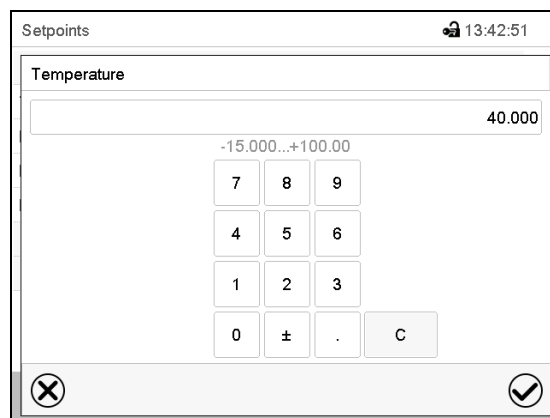 Setpoints 13:42:51
Temperature
40.000
-15.000...+100.00
7 8 9
4 5 6
1 2 3
0 ± . C